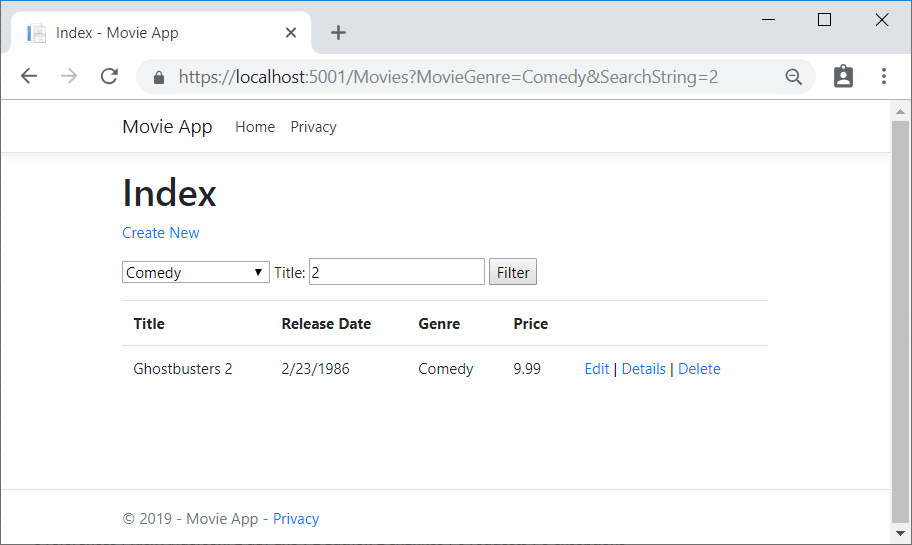 Index - Movie App
https://localhost:5001/Movies?MovieGenre=Comedy&SearchString=2
Movie App Home Privacy
Index
Create New
Comedy Title: 2 Filter
Title Release Date Genre Price
Ghostbusters 2 2/23/1986 Comedy 9.99 Edit | Details | Delete
© 2019 - Movie App - Privacy